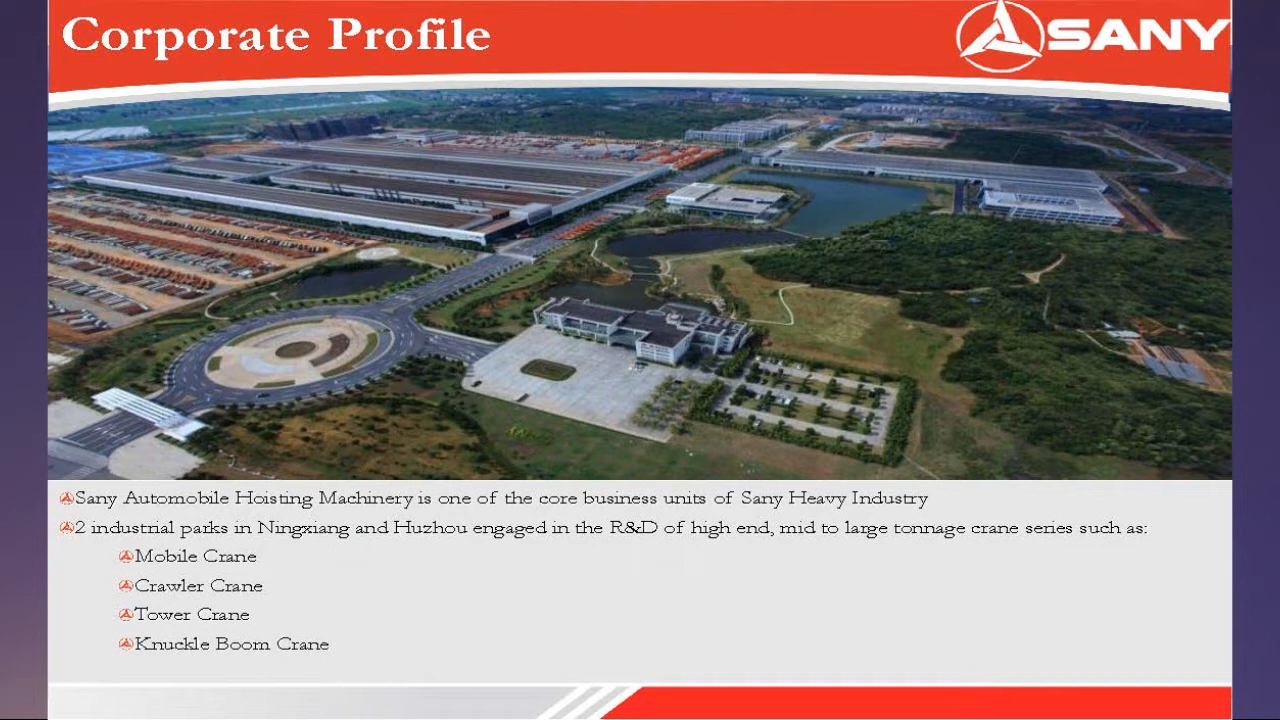 Corporate Profile
SANY
Sany Automobile Hoisting Machinery is one of the core business units of Sany Heavy Industry
2 industrial parks in Ningxiang and Huzhou engaged in the R&D of high end, mid to large tonnage crane series such as:
Mobile Crane
Crawler Crane
Tower Crane
Knuckle Boom Crane